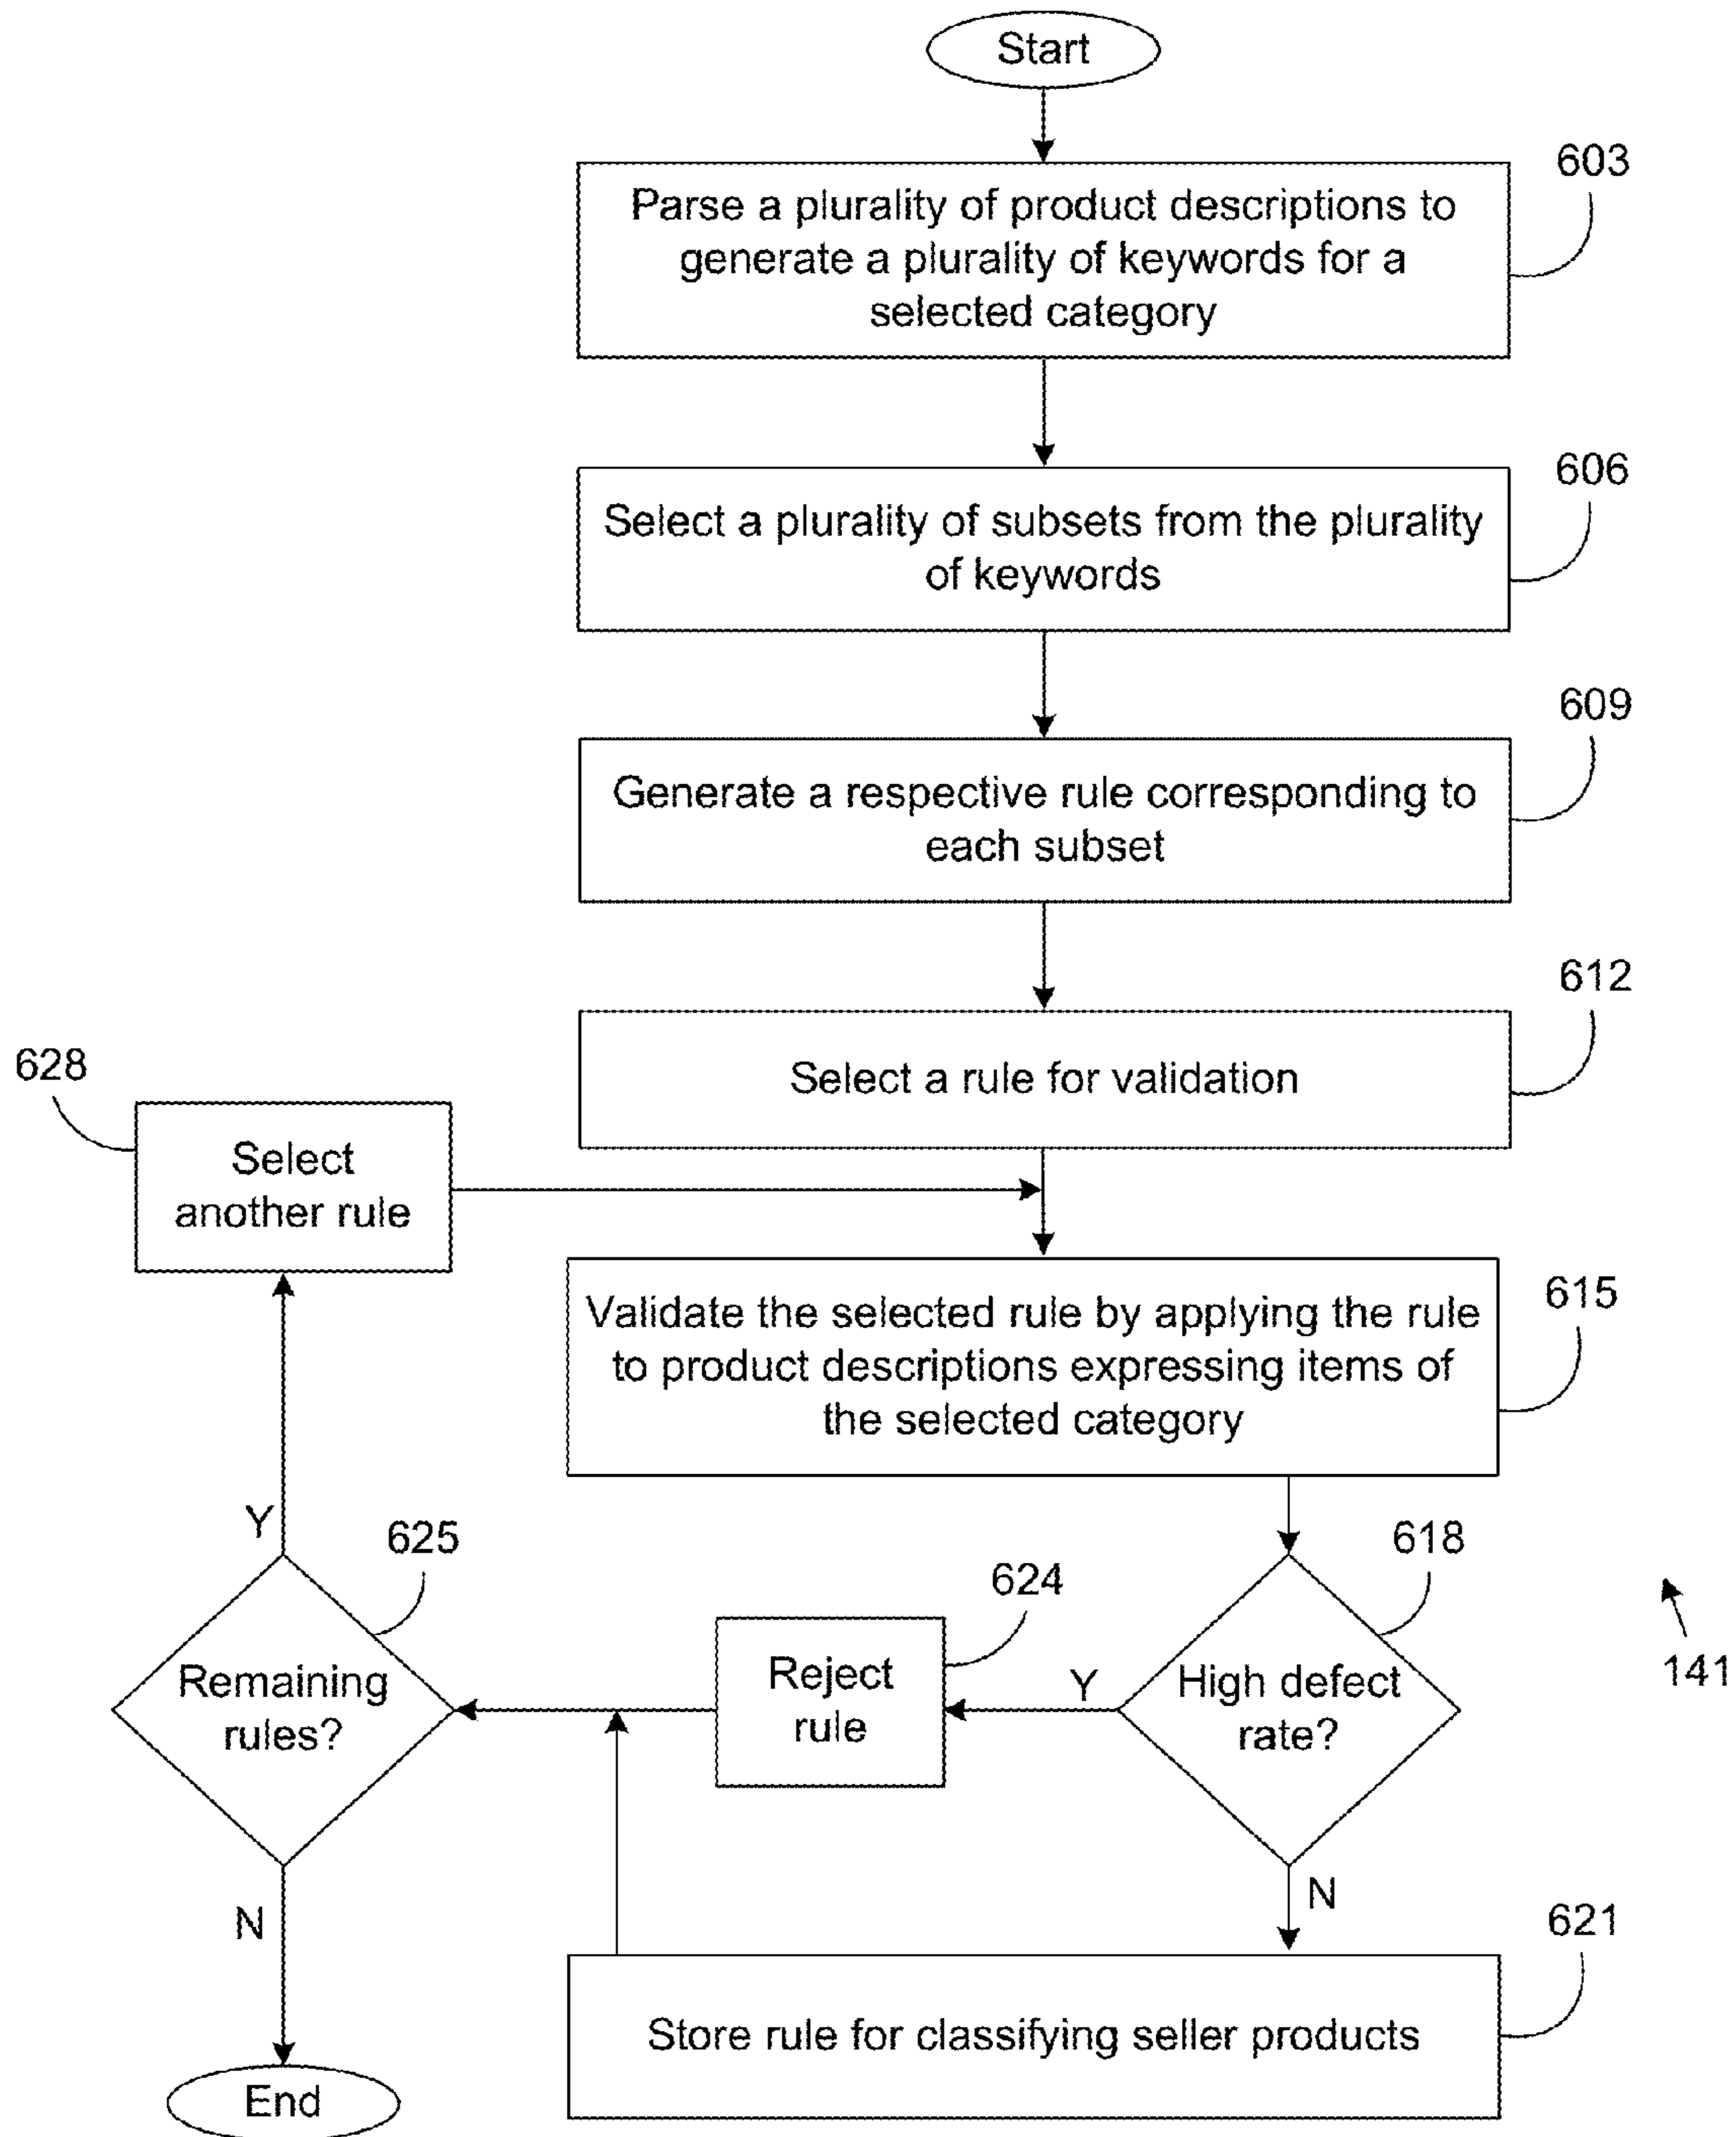 Start
603
Parse a plurality of product descriptions to
generate a plurality of keywords for a
selected category
606
Select a plurality of subsets from the plurality
of keywords
609
Generate a respective rule corresponding to
each subset
612
Select a rule for validation
628
Select
another rule
615
Validate the selected rule by applying the rule
to product descriptions expressing items of
the selected category
Y
625
Remaining
rules?
624
Reject
rule
Y
618
High defect
rate?
141
N
N
621
Store rule for classifying seller products
End